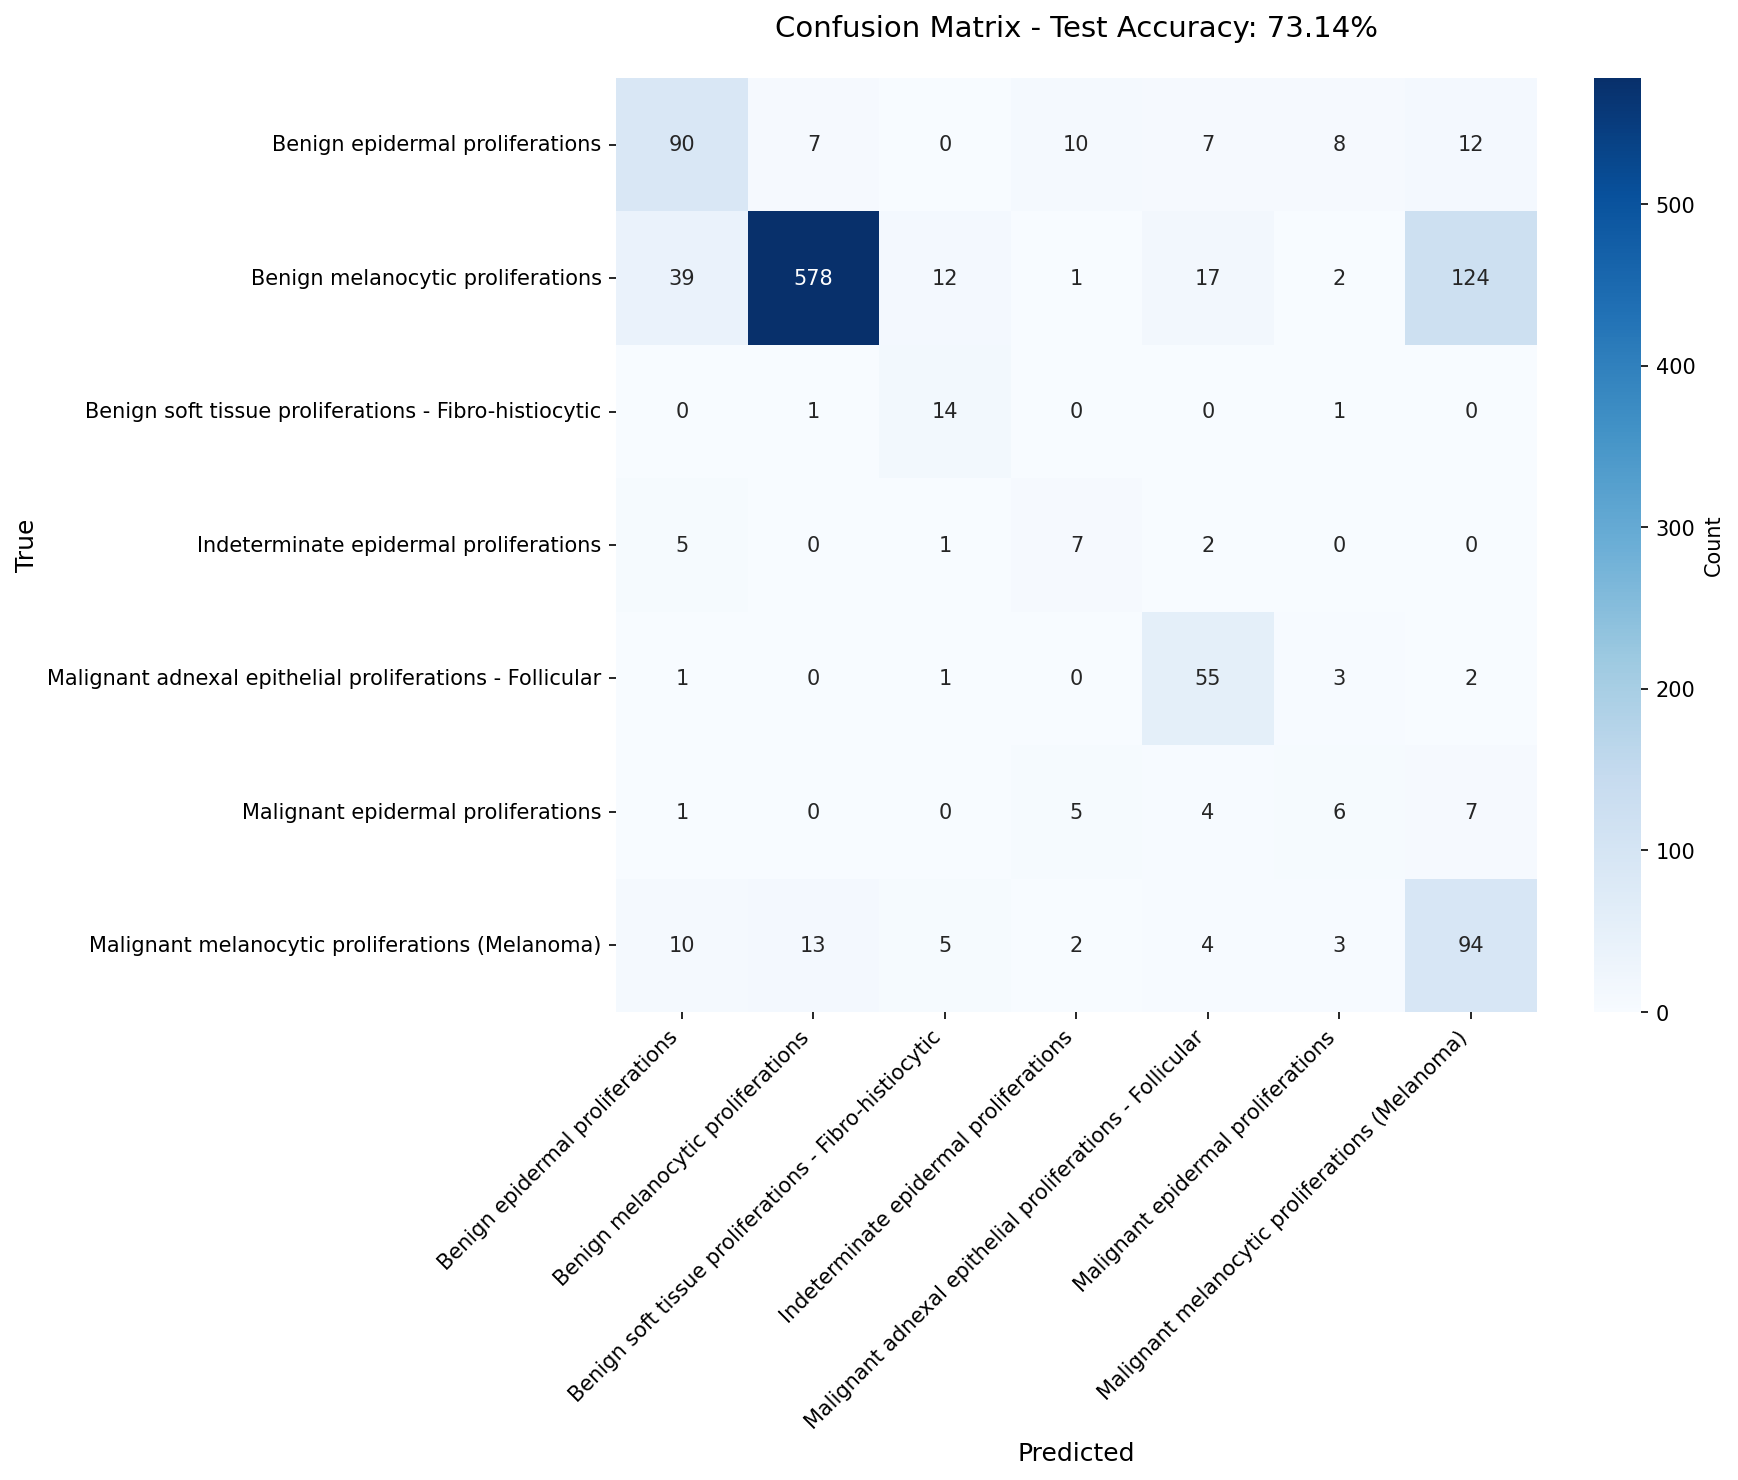 Confusion Matrix - Test Accuracy: 73.14%
Benign epidermal proliferations 90 7 0 10 7 8 12
Benign melanocytic proliferations 39 578 12 1 17 2 124
Benign soft tissue proliferations - Fibro-histiocytic 0 1 14 0 0 1 0
Indeterminate epidermal proliferations 5 0 1 7 2 0 0
Malignant adnexal epithelial proliferations - Follicular 1 0 1 0 55 3 2
Malignant epidermal proliferations 1 0 0 5 4 6 7
Malignant melanocytic proliferations (Melanoma) 10 13 5 2 4 3 94
True
Benign epidermal proliferations
Benign melanocytic proliferations
Benign soft tissue proliferations - Fibro-histiocytic
Indeterminate epidermal proliferations
Malignant adnexal epithelial proliferations - Follicular
Malignant epidermal proliferations
Malignant melanocytic proliferations (Melanoma)
Predicted
500
400
300
200
100
0
Count